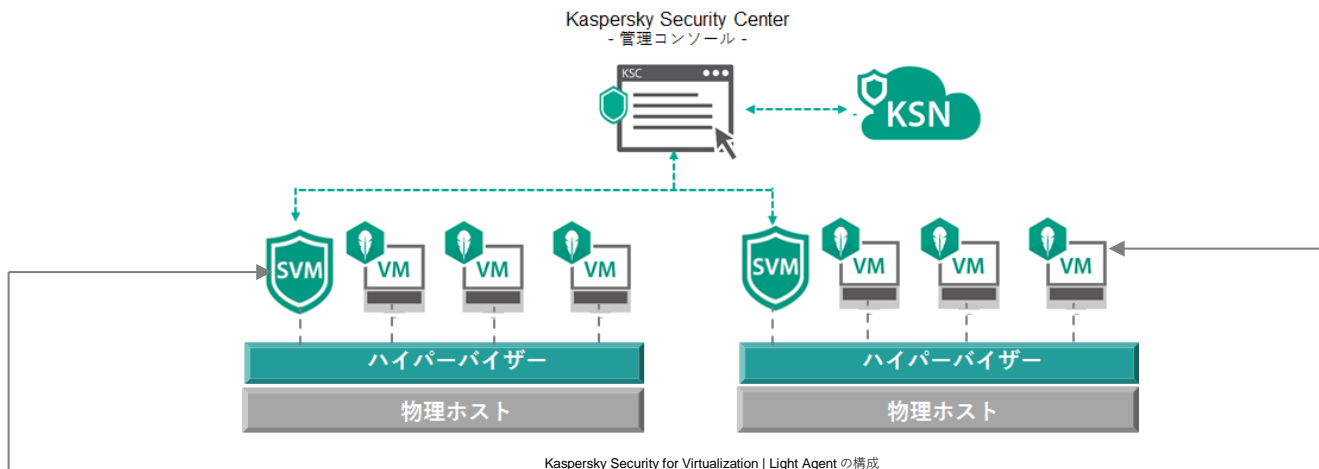 Kaspersky Security Center
- 管理コンソール -
KSC
KSN
SVM
VM
VM
VM
SVM
VM
VM
VM
ハイパーバイザー
ハイパーバイザー
物理ホスト
物理ホスト
Kaspersky Security for Virtualization | Light Agent の構成